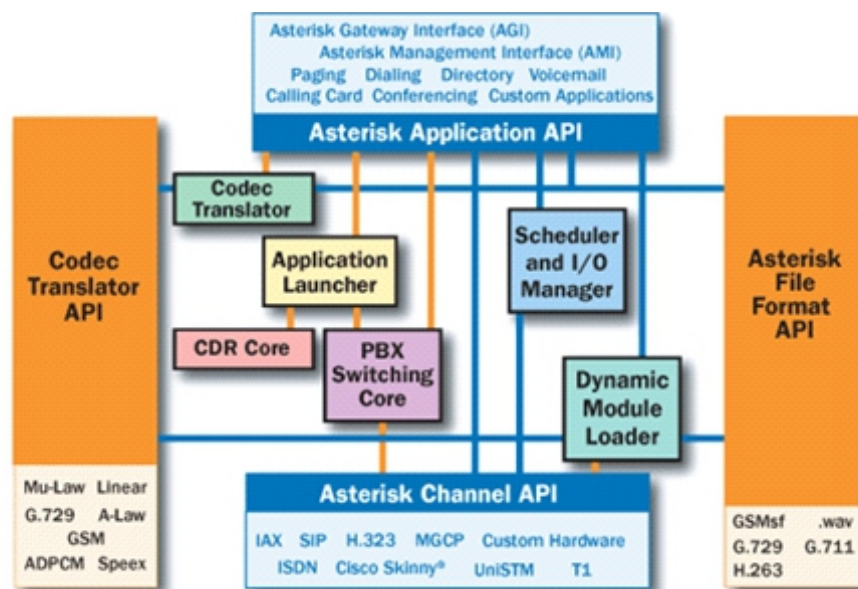 Asterisk Gateway Interface (AGI)
Asterisk Management Interface (AMI)
Paging Dialing Directory Voicemail
Calling Card Conferencing Custom Applications
Asterisk Application API
Codec
Translator
Application
Launcher
CDR Core
PBX
Switching
Core
Scheduler
and I/O
Manager
Dynamic
Module
Loader
Codec
Translator
API
Mu-Law Linear
G.729 A-Law
GSM
ADPCM Speex
Asterisk
File
Format
API
GSMsf .wav
G.729 G.711
H.263
Asterisk Channel API
IAX SIP H.323 MGCP Custom Hardware
ISDN Cisco Skinny® UniSTM T1